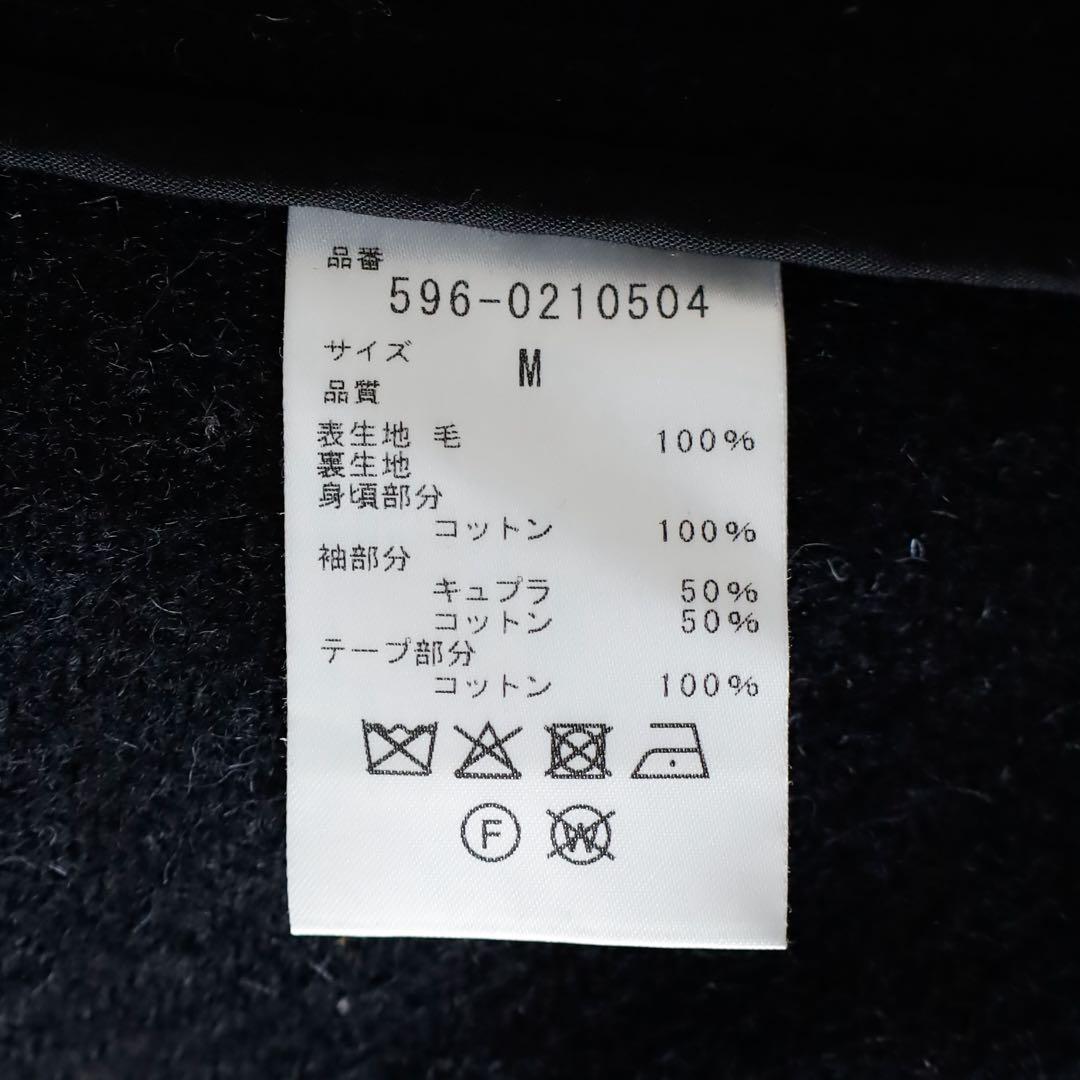 品番
596-0210504
サイズ M
品質
表生地 毛 100%
裏生地
身頃部分
コットン 100%
袖部分
キュプラ 50%
コットン 50%
テープ部分
コットン 100%
F W